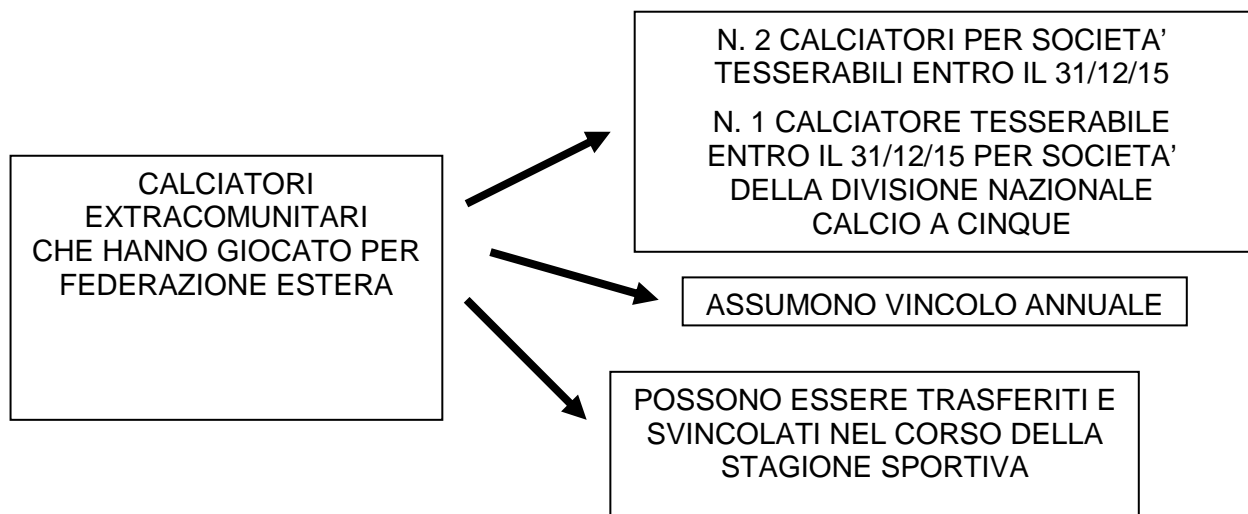 CALCIATORI
EXTRACOMUNITARI
CHE HANNO GIOCATO PER
FEDERAZIONE ESTERA
N. 2 CALCIATORI PER SOCIETA'
TESSERABILI ENTRO IL 31/12/15
N. 1 CALCIATORE TESSERABILE
ENTRO IL 31/12/15 PER SOCIETA'
DELLA DIVISIONE NAZIONALE
CALCIO A CINQUE
ASSUMONO VINCOLO ANNUALE
POSSONO ESSERE TRASFERITI E
SVINCOLATI NEL CORSO DELLA
STAGIONE SPORTIVA